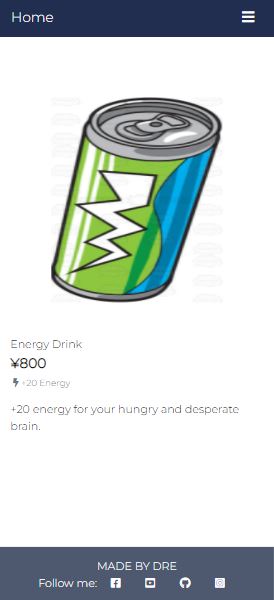 Home
Energy Drink
¥800
+20 Energy
+20 energy for your hungry and desperate
brain.
MADE BY DRE
Follow me: